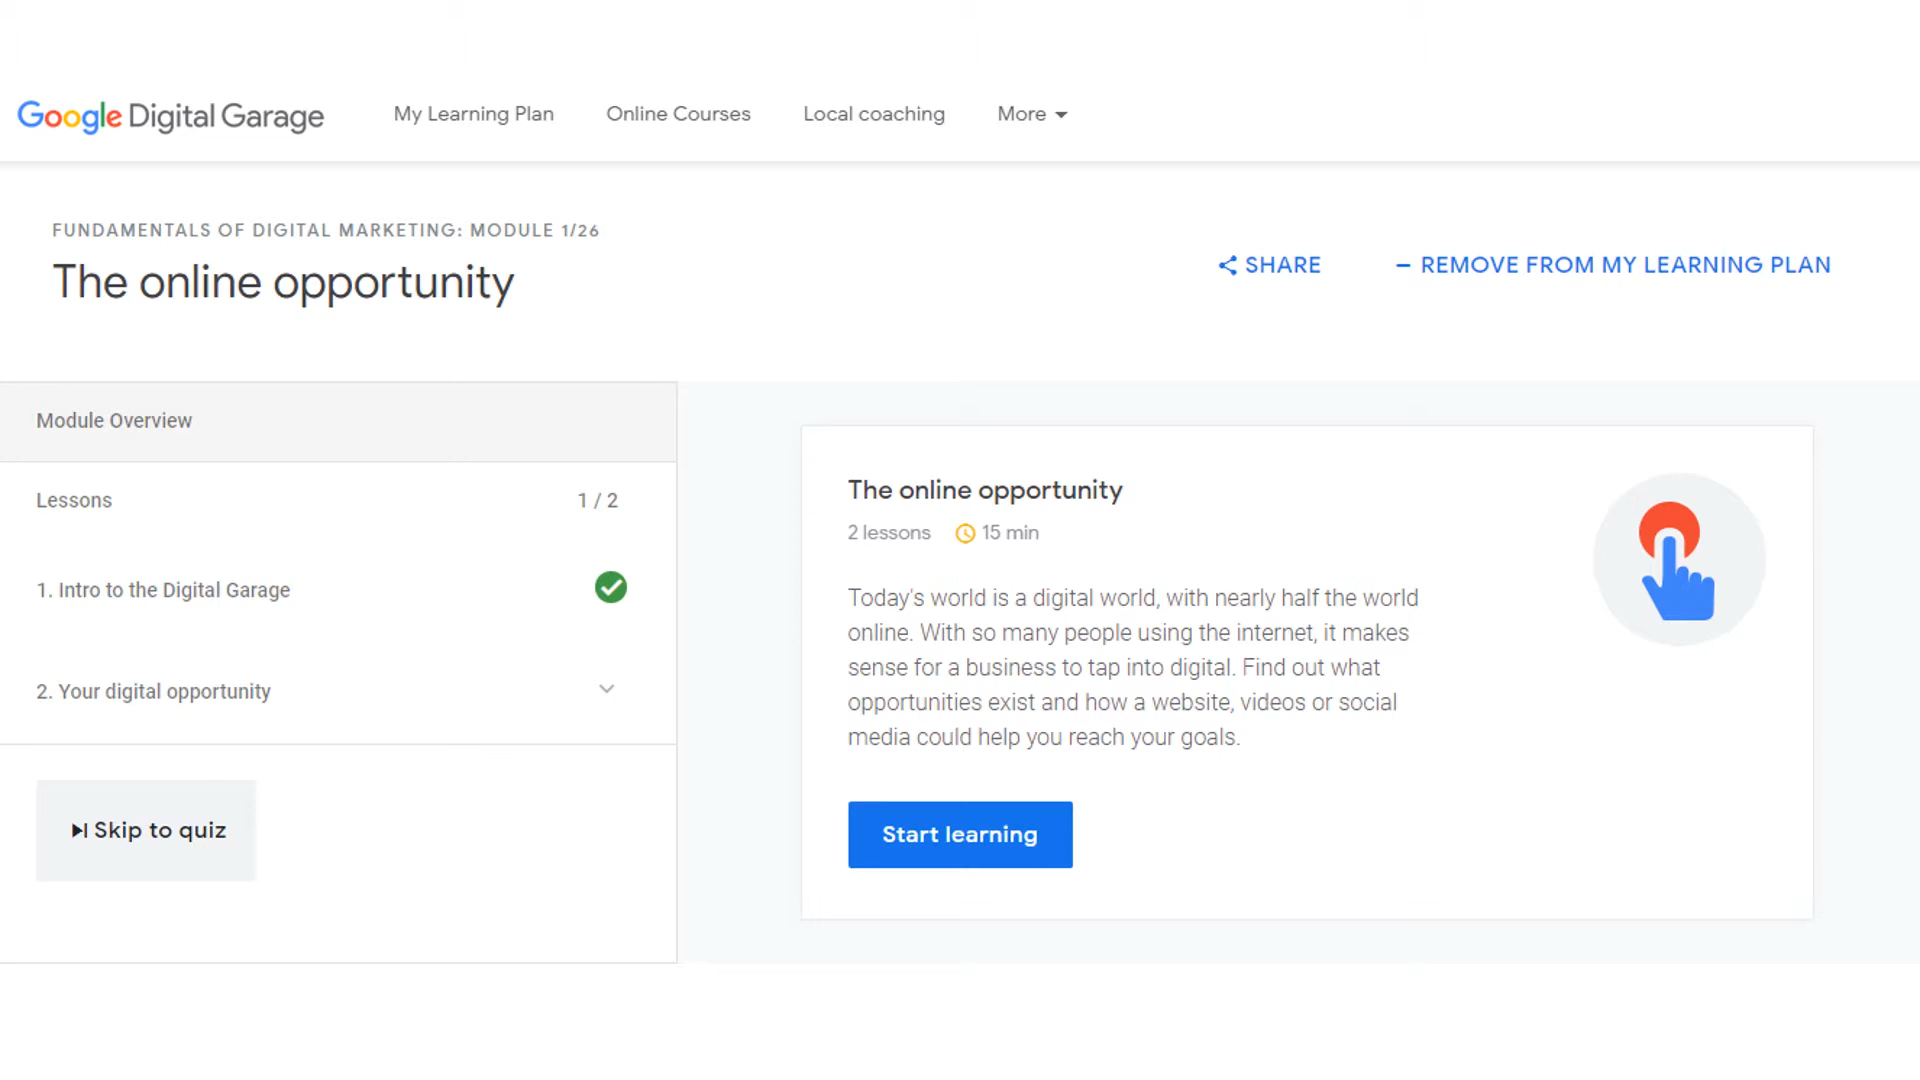 Google Digital Garage
My Learning Plan
Online Courses
Local coaching
More
FUNDAMENTALS OF DIGITAL MARKETING: MODULE 1/26
The online opportunity
SHARE
REMOVE FROM MY LEARNING PLAN
Module Overview
Lessons 1 / 2
1. Intro to the Digital Garage
2. Your digital opportunity
Skip to quiz
The online opportunity
2 lessons 15 min
Today's world is a digital world, with nearly half the world
online. With so many people using the internet, it makes
sense for a business to tap into digital. Find out what
opportunities exist and how a website, videos or social
media could help you reach your goals.
Start learning